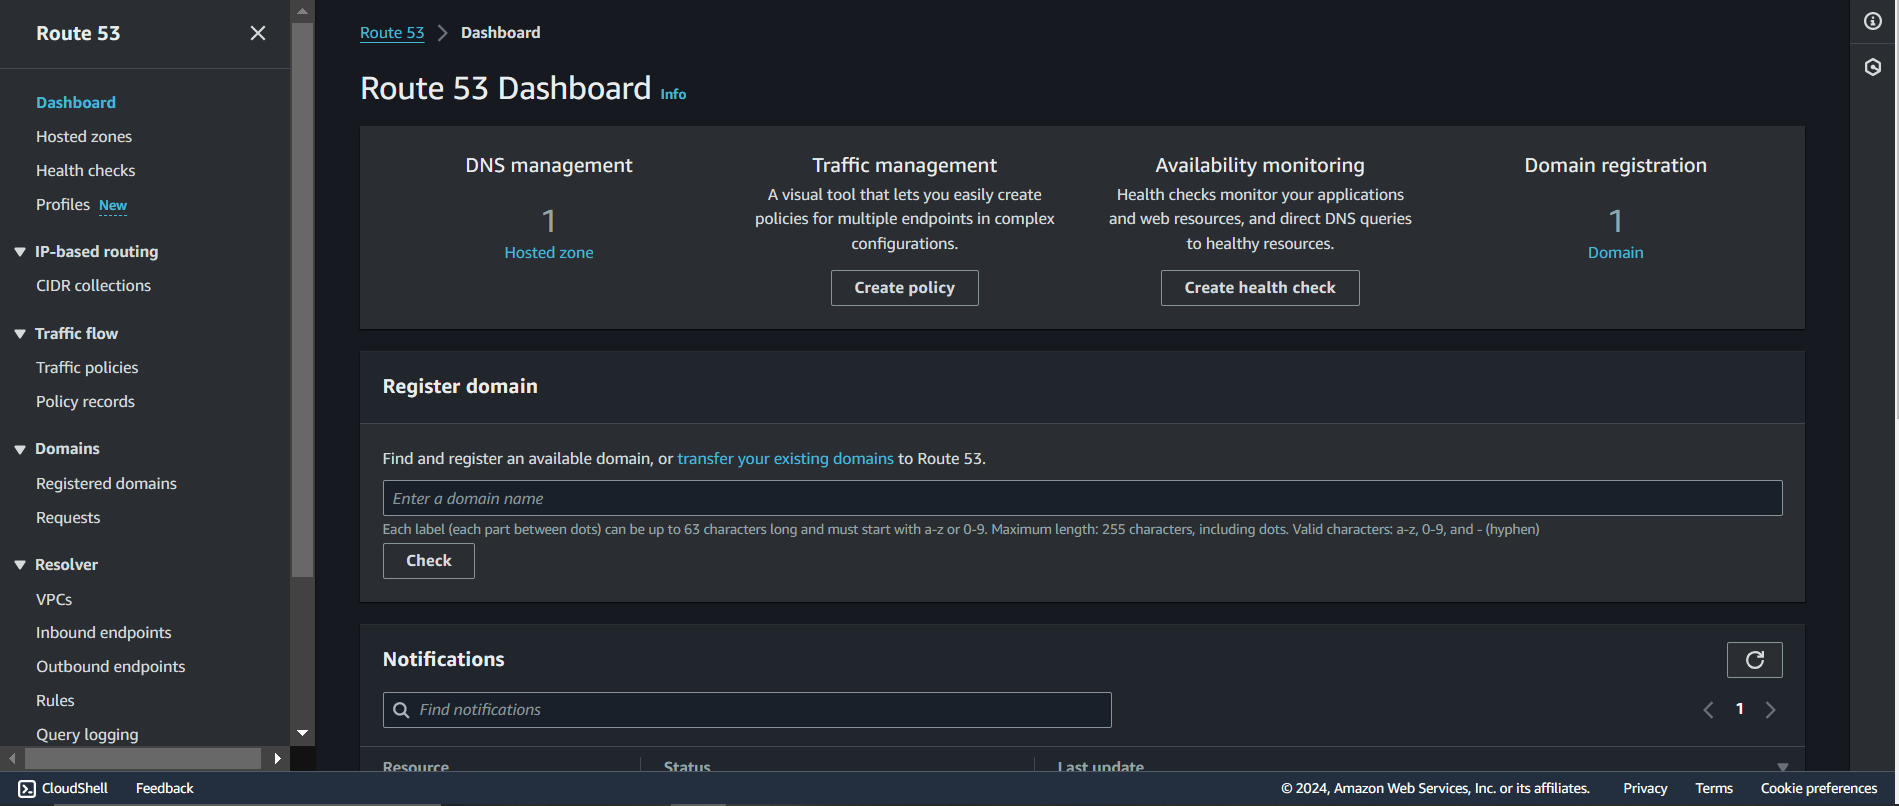 Route 53
Dashboard
Hosted zones
Health checks
Profiles New
IP-based routing
CIDR collections
Traffic flow
Traffic policies
Policy records
Domains
Registered domains
Requests
Resolver
VPCs
Inbound endpoints
Outbound endpoints
Rules
Query logging
Route 53 Dashboard
Route 53 Dashboard Info
DNS management
1
Hosted zone
Traffic management
A visual tool that lets you easily create
policies for multiple endpoints in complex
configurations.
Create policy
Availability monitoring
Health checks monitor your applications
and web resources, and direct DNS queries
to healthy resources.
Create health check
Domain registration
1
Domain
Register domain
Find and register an available domain, or transfer your existing domains to Route 53.
Enter a domain name
Each label (each part between dots) can be up to 63 characters long and must start with a-z or 0-9. Maximum length: 255 characters, including dots. Valid characters: a-z, 0-9, and - (hyphen)
Check
Notifications
Find notifications
1
Resource Status Last update
CloudShell Feedback © 2024, Amazon Web Services, Inc. or its affiliates. Privacy Terms Cookie preferences